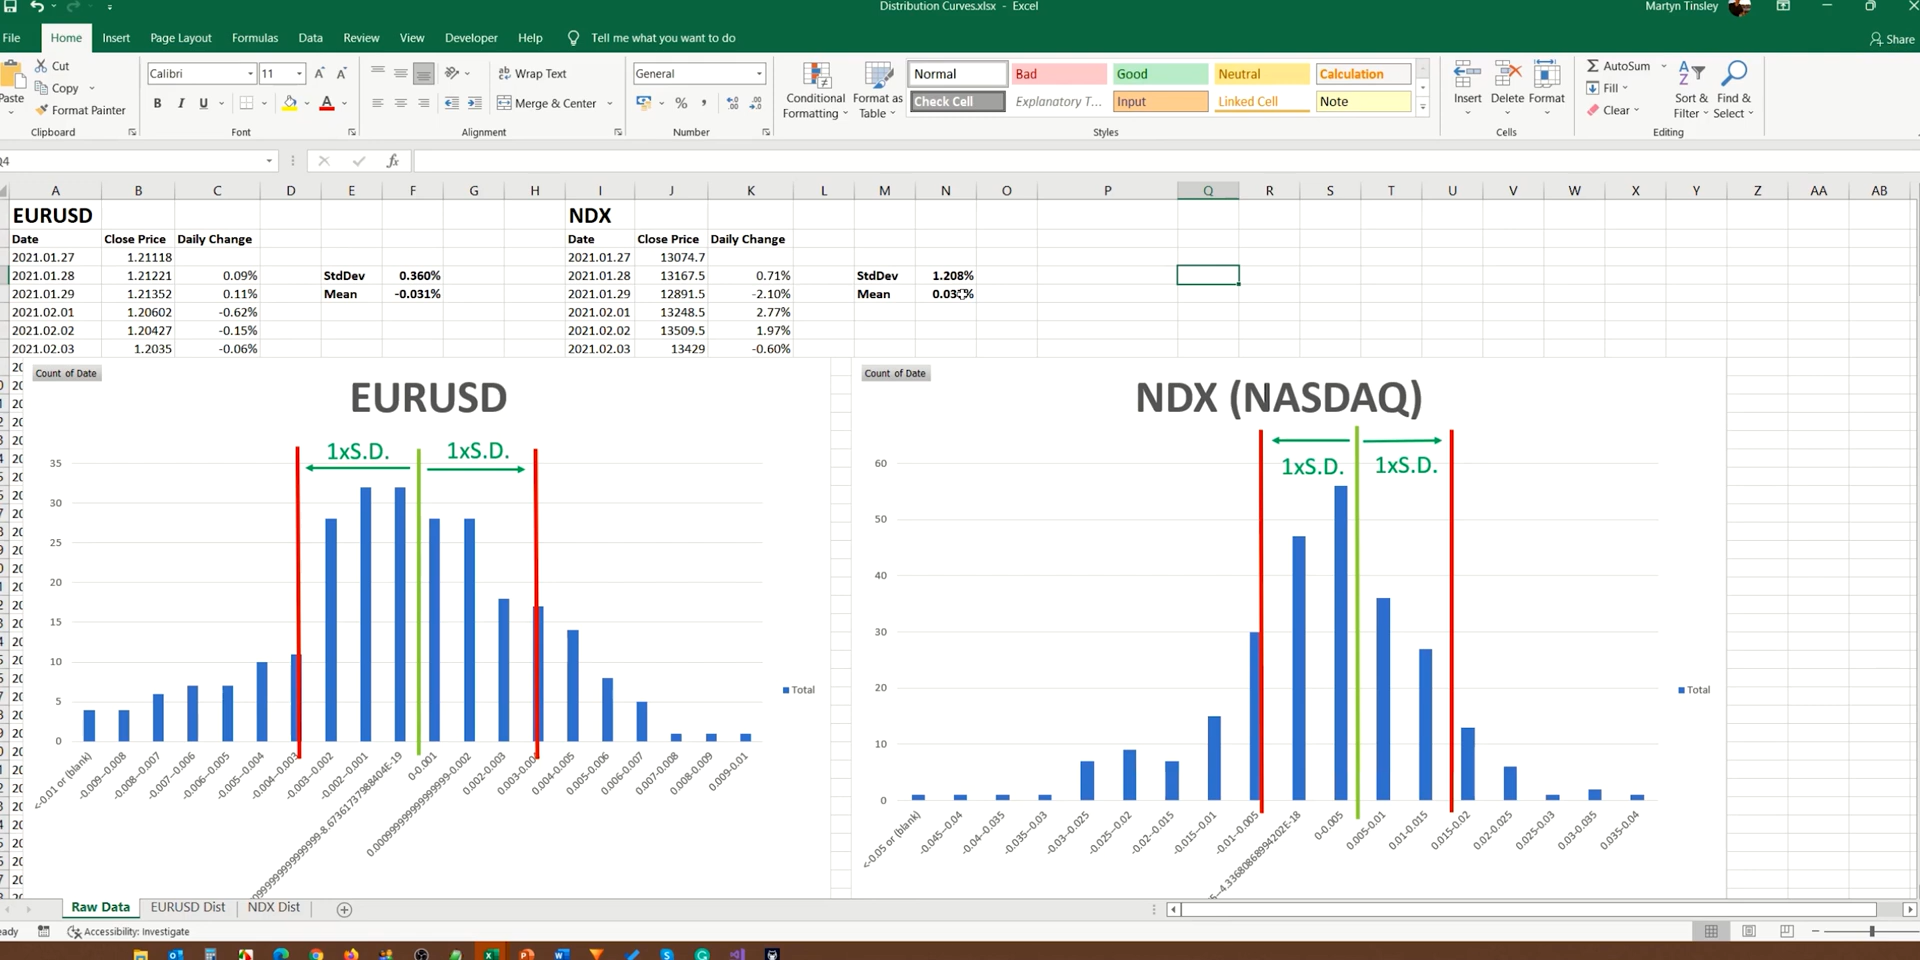 Distribution Curves.xlsx - Excel
Martyn Tinsley
File Home Insert Page Layout Formulas Data Review View Developer Help Tell me what you want to do
Share
Paste
Cut
Copy
Format Painter
Clipboard
Calibri 11
B I U
Font
Wrap Text
Merge & Center
Alignment
General
%
Number
Conditional Formatting
Format as Table
Normal Bad Good Neutral Calculation
Check Cell Explanatory T... Input Linked Cell Note
Styles
Insert Delete Format
Cells
AutoSum
Fill
Clear
Sort & Filter
Find & Select
Editing
fx
A B C D E F G H I J K L M N O P Q R S T U V W X Y Z AA AB
EURUSD NDX
Date Close Price Daily Change Date Close Price Daily Change
2021.01.27 1.21118 2021.01.27 13074.7
2021.01.28 1.21221 0.09% StdDev 0.360% 2021.01.28 13167.5 0.71% StdDev 1.208%
2021.01.29 1.21352 0.11% Mean -0.031% 2021.01.29 12891.5 -2.10% Mean
2021.02.01 1.20602 -0.62% 2021.02.01 13248.5 2.77%
2021.02.02 1.20427 -0.15% 2021.02.02 13509.5 1.97%
2021.02.03 1.2035 -0.06% 2021.02.03 13429 -0.60%
Count of Date
EURUSD
1xS.D. 1xS.D.
35
30
25
20
15
10
5
0
Total
<-0.01 or (blank)
-0.009--0.008
-0.008--0.007
-0.007--0.006
-0.006--0.005
-0.005--0.004
-0.004--0.003
-0.003--0.002
-0.002--0.001
0-0.001
0.002-0.003
0.003-0.004
0.004-0.005
0.005-0.006
0.006-0.007
0.007-0.008
0.008-0.009
0.009-0.01
Count of Date
NDX (NASDAQ)
1xS.D. 1xS.D.
60
50
40
30
20
10
0
Total
<-0.05 or (blank)
-0.045--0.04
-0.04--0.035
-0.035--0.03
-0.03--0.025
-0.025--0.02
-0.02--0.015
-0.015--0.01
-0.01--0.005
0-0.005
0.005-0.01
0.01-0.015
0.015-0.02
0.02-0.025
0.025-0.03
0.03-0.035
0.035-0.04
Raw Data EURUSD Dist NDX Dist
Accessibility: Investigate